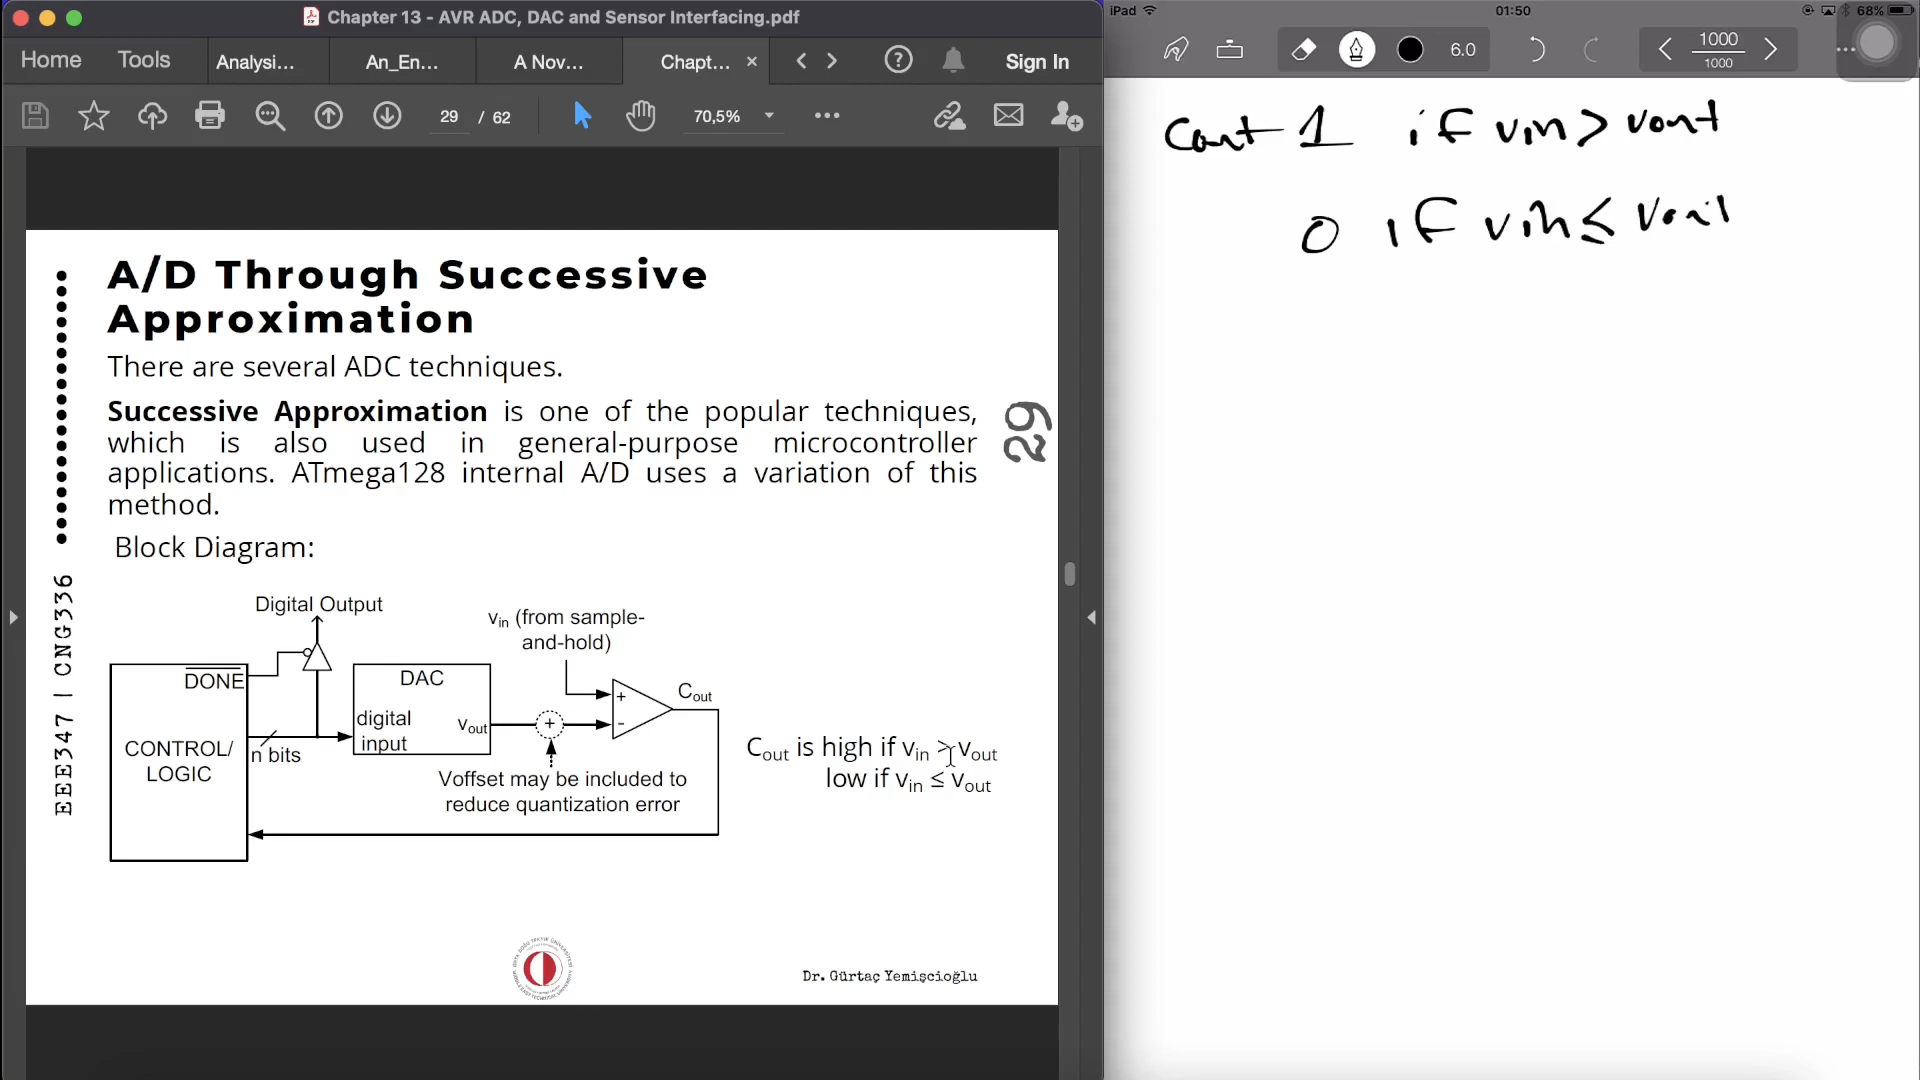 Chapter 13 - AVR ADC, DAC and Sensor Interfacing.pdf
Home Tools Analysi... An_En... A Nov... Chapt... × Sign In
29 / 62 70,5%
A/D Through Successive
Approximation
There are several ADC techniques.
Successive Approximation is one of the popular techniques,
which is also used in general-purpose microcontroller
applications. ATmega128 internal A/D uses a variation of this
method.
Block Diagram:
Digital Output
vin (from sample-
and-hold)
DONE
DAC
digital
input
vout
+
+
-
Cout
CONTROL/
LOGIC
n bits
Voffset may be included to
reduce quantization error
Cout is high if vin > vout
low if vin ≤ vout
29
EEE347 | CNG336
Dr. Gürtaç Yemişcioğlu
iPad 01:50 68%
6.0 1000
1000
Cout 1 if vin > vout
0 if vin ≤ vout